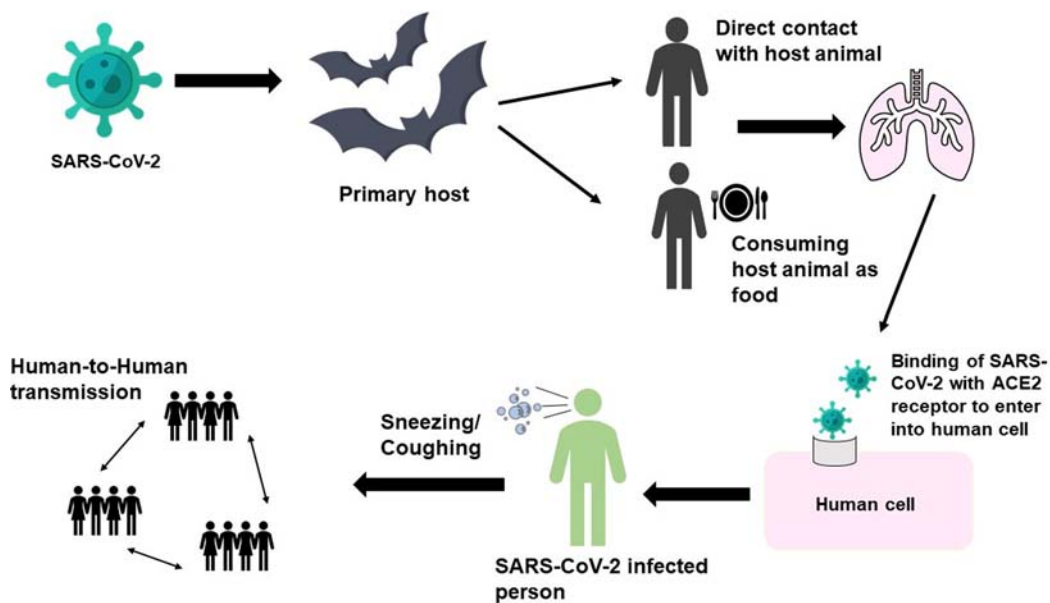 SARS-CoV-2
Primary host
Direct contact
with host animal
Consuming
host animal as
food
Binding of SARS-
CoV-2 with ACE2
receptor to enter
into human cell
Human cell
SARS-CoV-2 infected
person
Sneezing/
Coughing
Human-to-Human
transmission